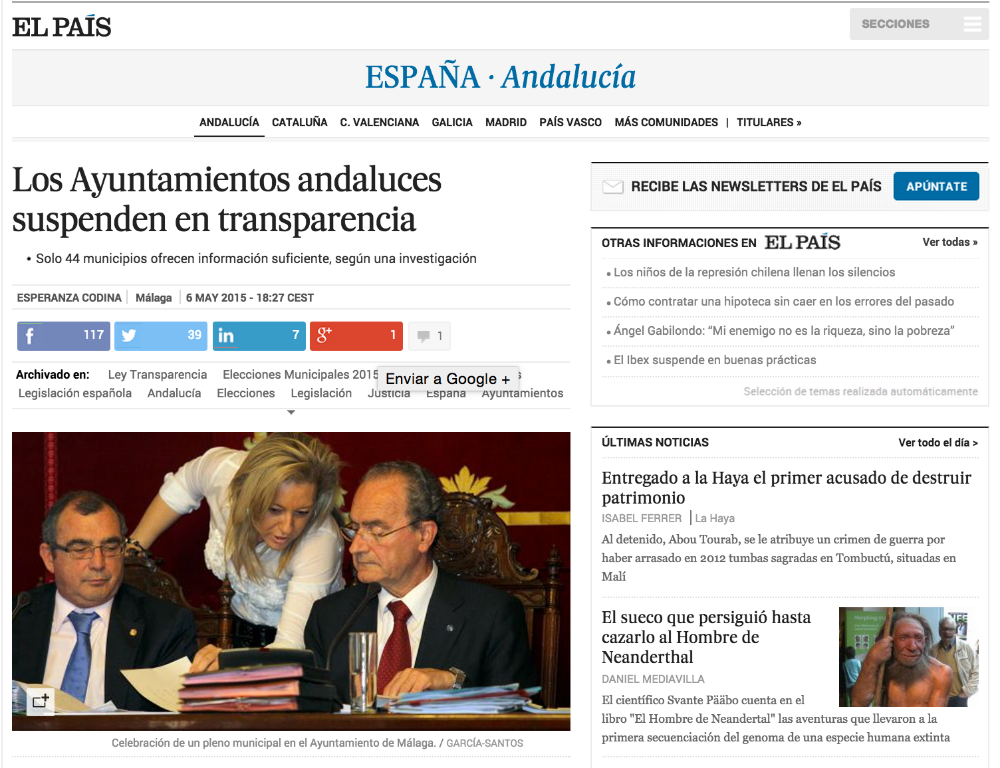 EL PAÍS
SECCIONES
ESPAÑA · Andalucía
ANDALUCÍA CATALUÑA C. VALENCIANA GALICIA MADRID PAÍS VASCO MÁS COMUNIDADES | TITULARES »
Los Ayuntamientos andaluces
suspenden en transparencia
• Solo 44 municipios ofrecen información suficiente, según una investigación
ESPERANZA CODINA | Málaga | 6 MAY 2015 - 18:27 CEST
f 117 39 in 7 g+ 1 1
Archivado en: Ley Transparencia Elecciones Municipales 2015
Enviar a Google +
Legislación española Andalucía Elecciones Legislación Justicia España Ayuntamientos
Celebración de un pleno municipal en el Ayuntamiento de Málaga. / GARCÍA-SANTOS
RECIBE LAS NEWSLETTERS DE EL PAÍS APÚNTATE
OTRAS INFORMACIONES EN EL PAÍS Ver todas »
• Los niños de la represión chilena llenan los silencios
• Cómo contratar una hipoteca sin caer en los errores del pasado
• Ángel Gabilondo: “Mi enemigo no es la riqueza, sino la pobreza”
• El Ibex suspende en buenas prácticas
Selección de temas realizada automáticamente
ÚLTIMAS NOTICIAS Ver todo el día >
Entregado a la Haya el primer acusado de destruir
patrimonio
ISABEL FERRER | La Haya
Al detenido, Abou Tourab, se le atribuye un crimen de guerra por
haber arrasado en 2012 tumbas sagradas en Tombuctú, situadas en
Malí
El sueco que persiguió hasta
cazarlo al Hombre de
Neanderthal
DANIEL MEDIAVILLA
El científico Svante Pääbo cuenta en el
libro "El Hombre de Neandertal" las aventuras que llevaron a la
primera secuenciación del genoma de una especie humana extinta